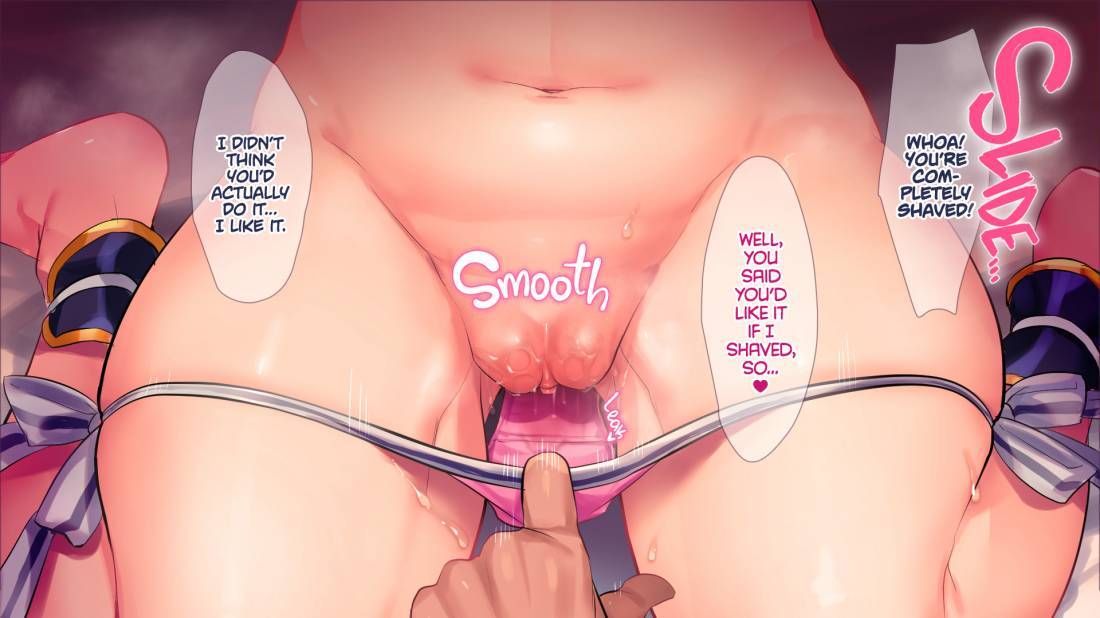 SLIDE...
WHOA!
YOU'RE
COM-
PLETELY
SHAVED!
WELL,
YOU
SAID
YOU'D
LIKE IT
IF I
SHAVED,
SO...
♥
Smooth
leak
I DIDN'T
THINK
YOU'D
ACTUALLY
DO IT...
I LIKE IT.